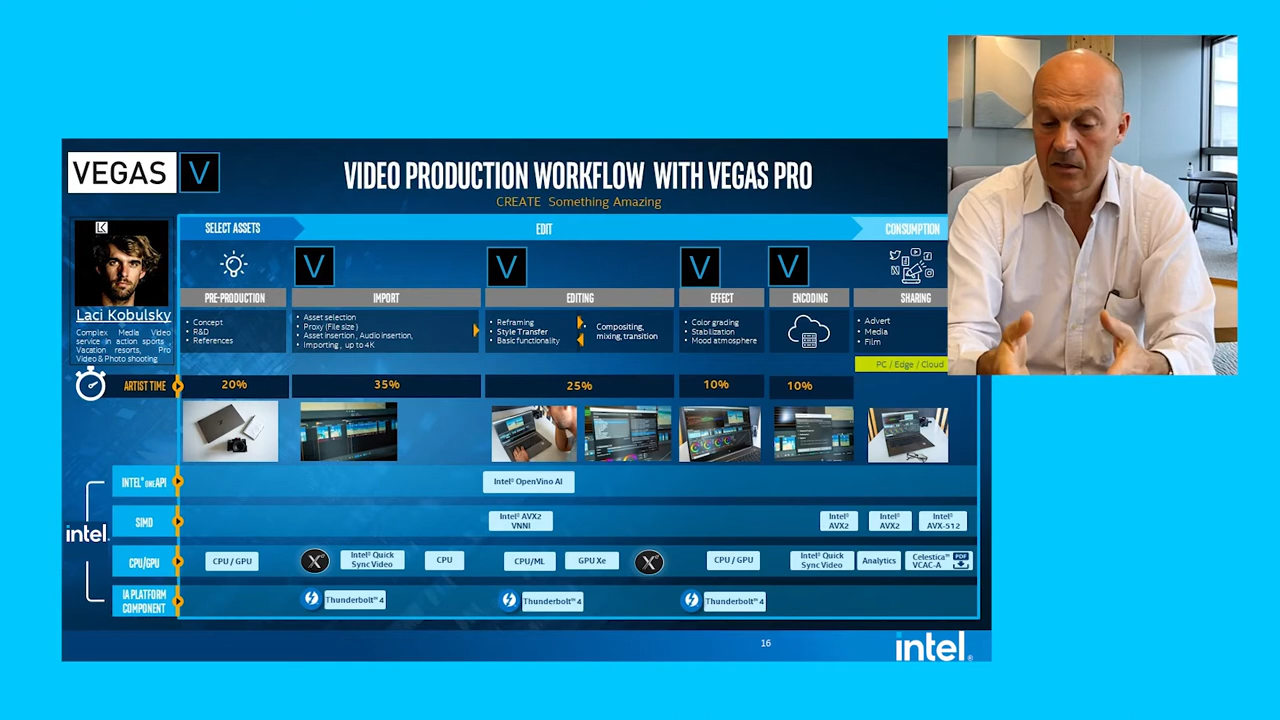 VEGAS
V
VIDEO PRODUCTION WORKFLOW WITH VEGAS PRO
CREATE Something Amazing
LK
Laci Kobulsky
Complex Media Video
service in action sports ,
Vacation resorts, Pro
Video & Photo shooting
SELECT ASSETS
EDIT
CONSUMPTION
V
V
V
V
PRE-PRODUCTION
IMPORT
EDITING
EFFECT
ENCODING
SHARING
• Concept
• R&D
• References
• Asset selection
• Proxy (File size )
• Asset insertion , Audio insertion,
• Importing , up to 4K
• Reframing
• Style Transfer
• Basic functionality
• Compositing,
mixing, transition
• Color grading
• Stabilization
• Mood atmosphere
• Advert
• Media
• Film
PC / Edge / Cloud
ARTIST TIME
20%
35%
25%
10%
10%
INTEL® ONEAPI
Intel® OpenVino AI
SIMD
Intel® AVX2
VNNI
Intel®
AVX2
Intel®
AVX2
Intel®
AVX-512
intel.
CPU/GPU
CPU / GPU
Xe
Intel® Quick
Sync Video
CPU
CPU/ML
GPU Xe
Xe
CPU / GPU
Intel® Quick
Sync Video
Analytics
Celestica™
VCAC-A
PDF
IA PLATFORM
COMPONENT
Thunderbolt™ 4
Thunderbolt™ 4
Thunderbolt™ 4
16
intel®